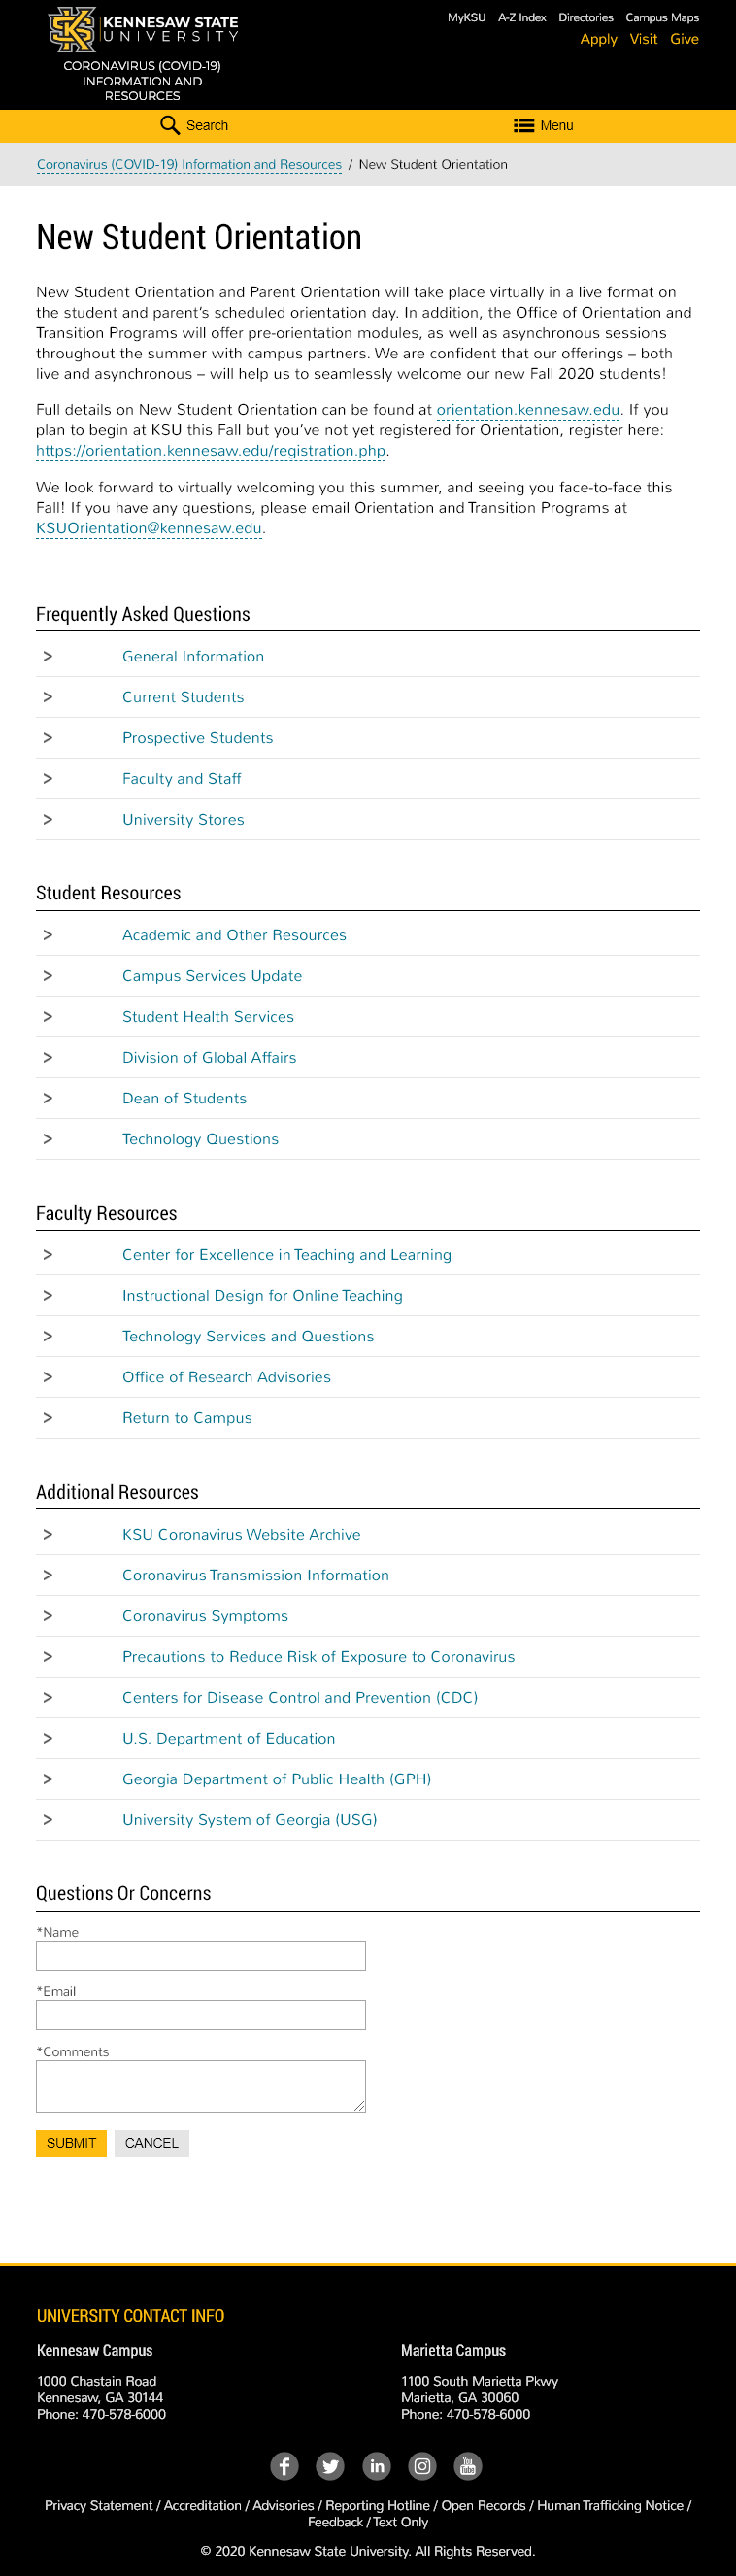 KENNESAW STATE
UNIVERSITY
CORONAVIRUS (COVID-19)
INFORMATION AND
RESOURCES
MyKSU A-Z Index Directories Campus Maps
Apply Visit Give
Search Menu
Coronavirus (COVID-19) Information and Resources / New Student Orientation
New Student Orientation
New Student Orientation and Parent Orientation will take place virtually in a live format on
the student and parent's scheduled orientation day. In addition, the Office of Orientation and
Transition Programs will offer pre-orientation modules, as well as asynchronous sessions
throughout the summer with campus partners. We are confident that our offerings – both
live and asynchronous – will help us to seamlessly welcome our new Fall 2020 students!
Full details on New Student Orientation can be found at orientation.kennesaw.edu. If you
plan to begin at KSU this Fall but you've not yet registered for Orientation, register here:
https://orientation.kennesaw.edu/registration.php.
We look forward to virtually welcoming you this summer, and seeing you face-to-face this
Fall! If you have any questions, please email Orientation and Transition Programs at
KSUOrientation@kennesaw.edu.
Frequently Asked Questions
> General Information
> Current Students
> Prospective Students
> Faculty and Staff
> University Stores
Student Resources
> Academic and Other Resources
> Campus Services Update
> Student Health Services
> Division of Global Affairs
> Dean of Students
> Technology Questions
Faculty Resources
> Center for Excellence in Teaching and Learning
> Instructional Design for Online Teaching
> Technology Services and Questions
> Office of Research Advisories
> Return to Campus
Additional Resources
> KSU Coronavirus Website Archive
> Coronavirus Transmission Information
> Coronavirus Symptoms
> Precautions to Reduce Risk of Exposure to Coronavirus
> Centers for Disease Control and Prevention (CDC)
> U.S. Department of Education
> Georgia Department of Public Health (GPH)
> University System of Georgia (USG)
Questions Or Concerns
*Name
*Email
*Comments
SUBMIT CANCEL
UNIVERSITY CONTACT INFO
Kennesaw Campus
1000 Chastain Road
Kennesaw, GA 30144
Phone: 470-578-6000
Marietta Campus
1100 South Marietta Pkwy
Marietta, GA 30060
Phone: 470-578-6000
Privacy Statement / Accreditation / Advisories / Reporting Hotline / Open Records / Human Trafficking Notice /
Feedback / Text Only
© 2020 Kennesaw State University. All Rights Reserved.